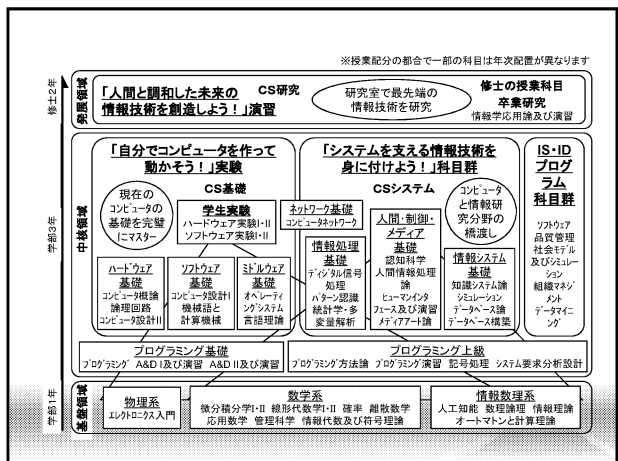 ※授業配分の都合で一部の科目は年次配置が異なります
修士2年
学部3年
学部1年
発展領域
「人間と調和した未来の
情報技術を創造しよう！」演習
CS研究
研究室で最先端の
情報技術を研究
修士の授業科目
卒業研究
情報学応用論及び演習
中核領域
「自分でコンピュータを作って
動かそう！」実験
CS基礎
現在の
コンピュータの
基礎を完璧
にマスター
学生実験
ハードウェア実験Ⅰ・Ⅱ
ソフトウェア実験Ⅰ・Ⅱ
ハードウェア
基礎
コンピュータ概論
論理回路
コンピュータ設計Ⅱ
ソフトウェア
基礎
コンピュータ設計Ⅰ
機械語と
計算機械
ミドルウェア
基礎
オペレーティ
ングシステム
言語理論
「システムを支える情報技術を
身に付けよう！」科目群
CSシステム
ネットワーク基礎
コンピュータネットワーク
情報処理
基礎
ディジタル信号
処理
パターン認識
統計学・多
変量解析
人間・制御・
メディア
基礎
認知科学
人間情報処理
論
ヒューマンインタ
フェース及び演習
メディアアート論
コンピュータ
と情報研
究分野の
橋渡し
情報システム
基礎
知識システム論
シミュレーション
データベース論
データベース構築
IS・ID
プログ
ラム
科目群
ソフトウェア
品質管理
社会モデル
及びシミュレー
ション
組織マネジ
メント
データマイニ
ング
プログラミング基礎
プログラミング A&DⅠ及び演習 A&DⅡ及び演習
プログラミング上級
プログラミング方法論 プログラミング演習 記号処理 システム要求分析設計
基盤領域
物理系
エレクトロニクス入門
数学系
微分積分学Ⅰ・Ⅱ 線形代数学Ⅰ・Ⅱ 確率 離散数学
応用数学 管理科学 情報代数及び符号理論
情報数理系
人工知能 数理論理 情報理論
オートマトンと計算理論